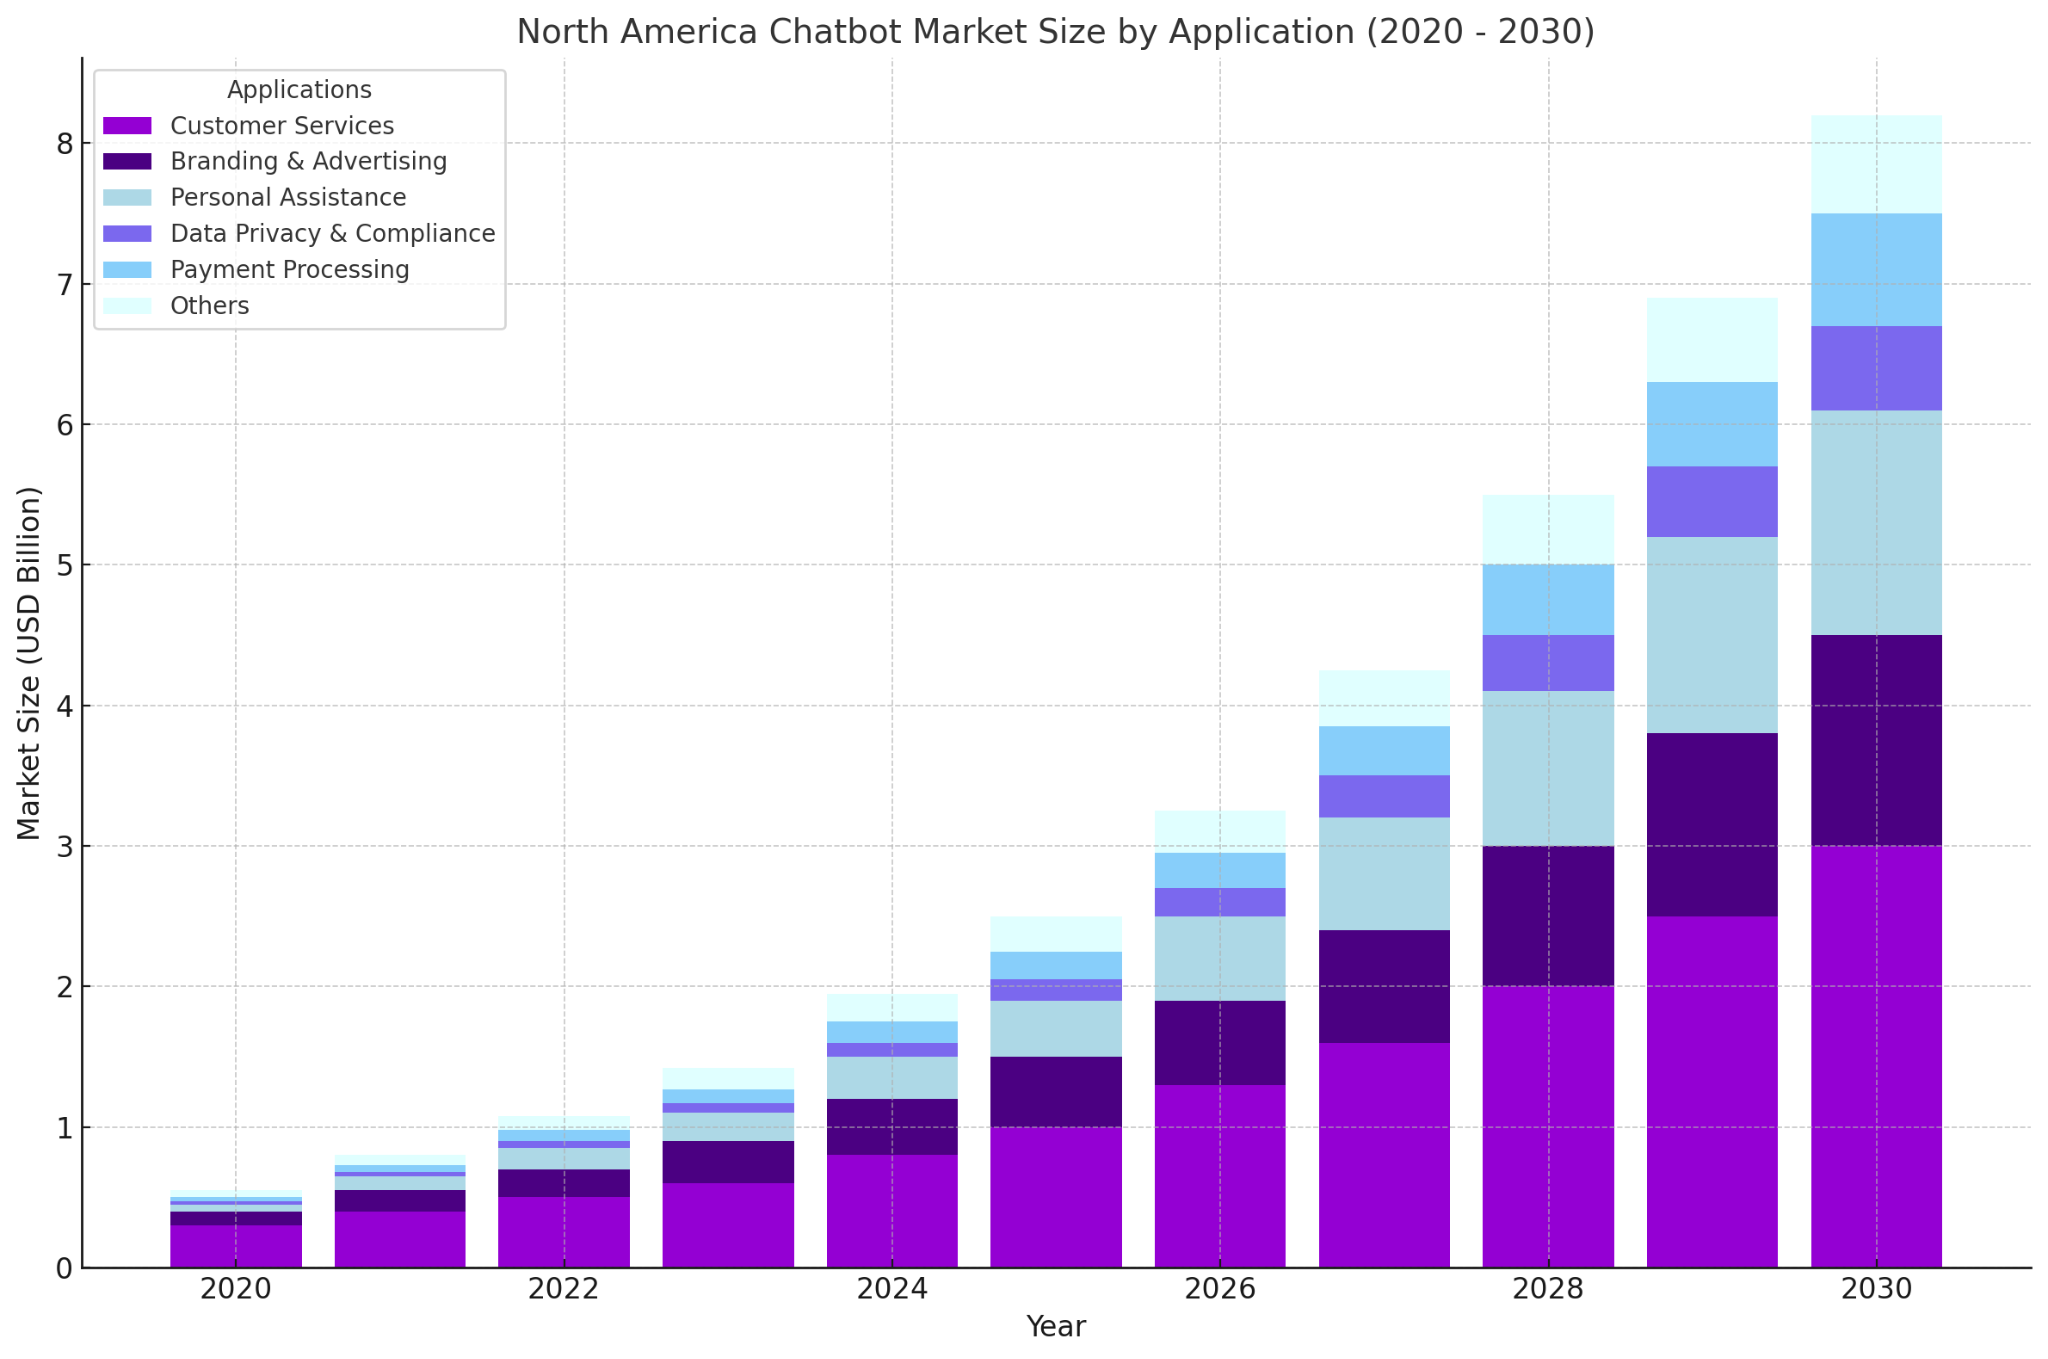 North America Chatbot Market Size by Application (2020 - 2030)
Applications
Customer Services
Branding & Advertising
Personal Assistance
Data Privacy & Compliance
Payment Processing
Others
Market Size (USD Billion)
8
7
6
5
4
3
2
1
0
2020 2022 2024 2026 2028 2030
Year